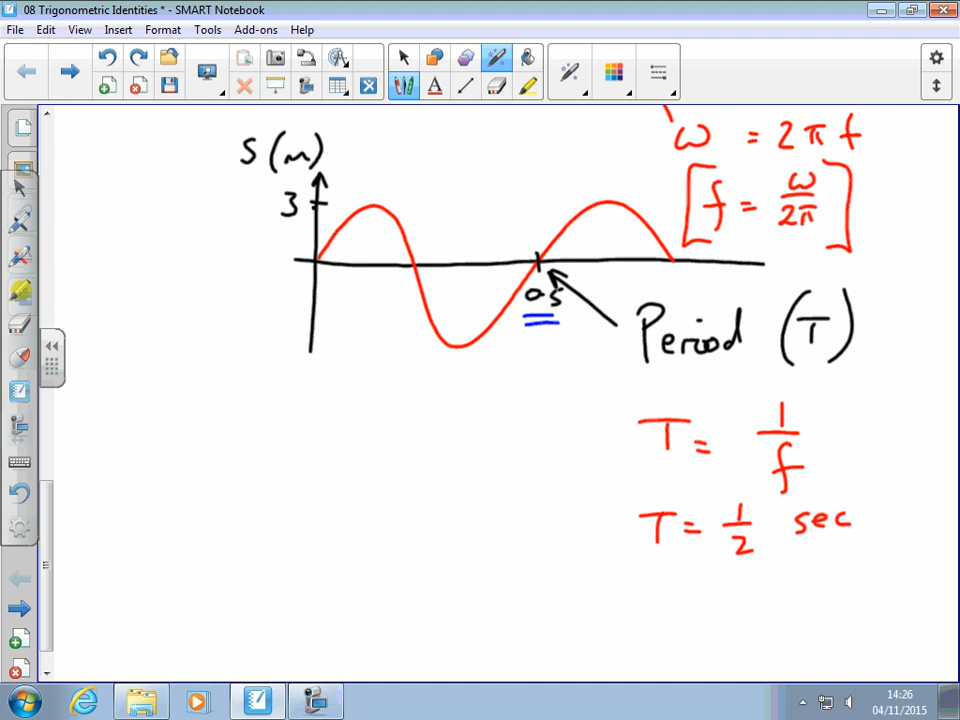 08 Trigonometric Identities * - SMART Notebook
File Edit View Insert Format Tools Add-ons Help
S (m)
3
0.5
ω = 2πf
[f = ω/2π]
Period (T)
T = 1/f
T = 1/2 sec
14:26
04/11/2015